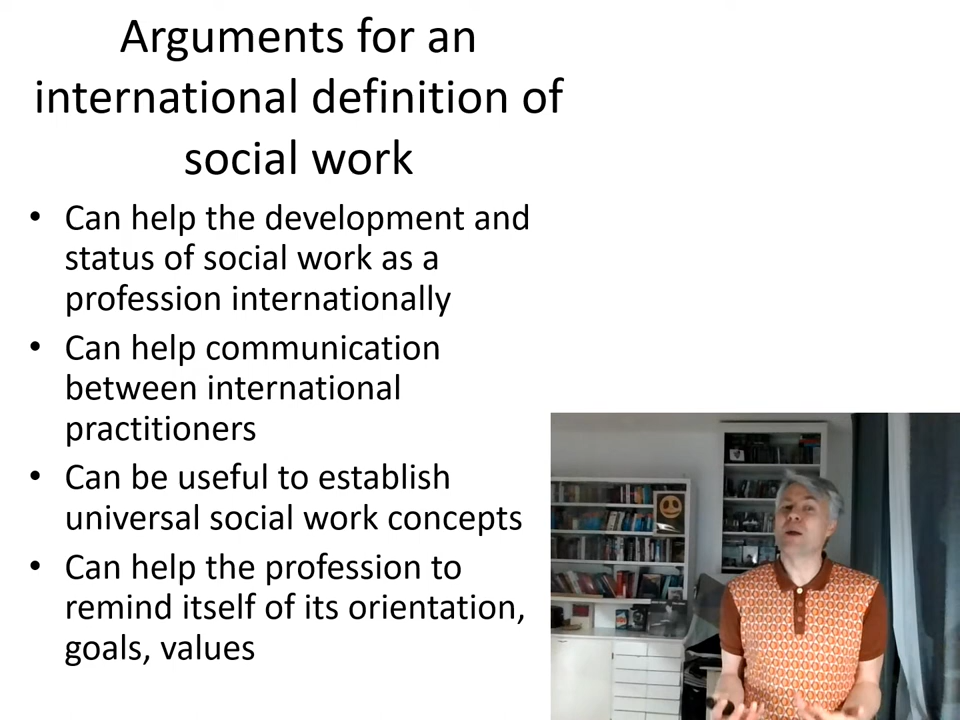 Arguments for an
international definition of
social work
• Can help the development and
status of social work as a
profession internationally
• Can help communication
between international
practitioners
• Can be useful to establish
universal social work concepts
• Can help the profession to
remind itself of its orientation,
goals, values